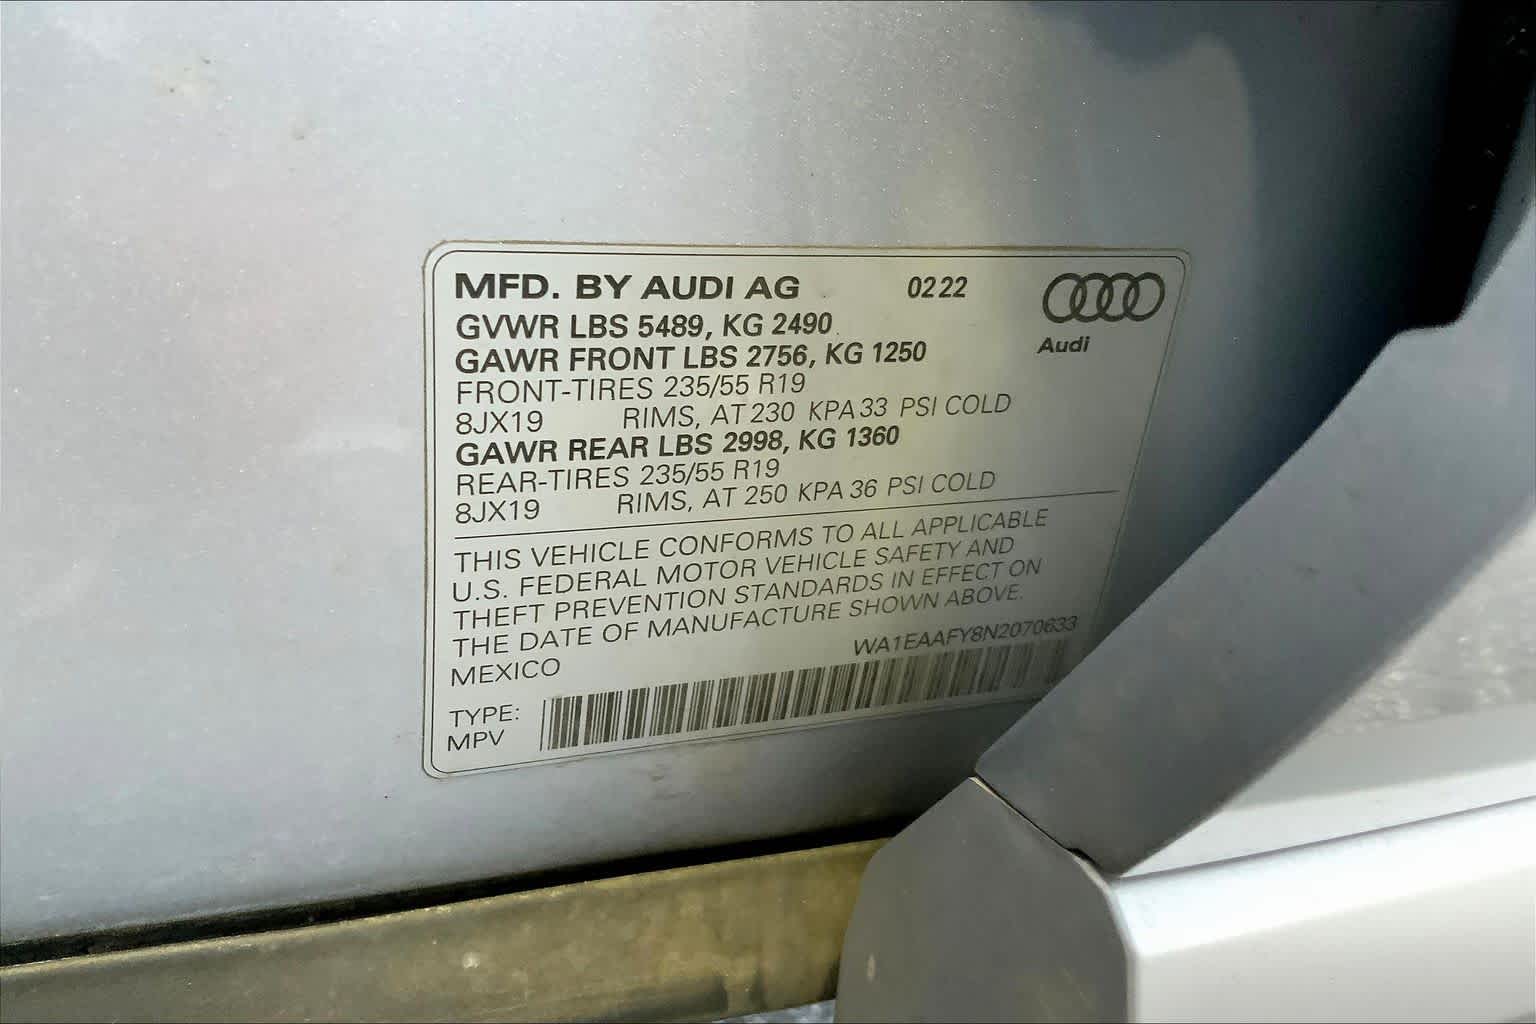 MFD. BY AUDI AG 0222
Audi
GVWR LBS 5489, KG 2490
GAWR FRONT LBS 2756, KG 1250
FRONT-TIRES 235/55 R19
8JX19 RIMS, AT 230 KPA 33 PSI COLD
GAWR REAR LBS 2998, KG 1360
REAR-TIRES 235/55 R19
8JX19 RIMS, AT 250 KPA 36 PSI COLD
THIS VEHICLE CONFORMS TO ALL APPLICABLE
U.S. FEDERAL MOTOR VEHICLE SAFETY AND
THEFT PREVENTION STANDARDS IN EFFECT ON
THE DATE OF MANUFACTURE SHOWN ABOVE.
WA1EAAFY8N2070633
MEXICO
TYPE:
MPV